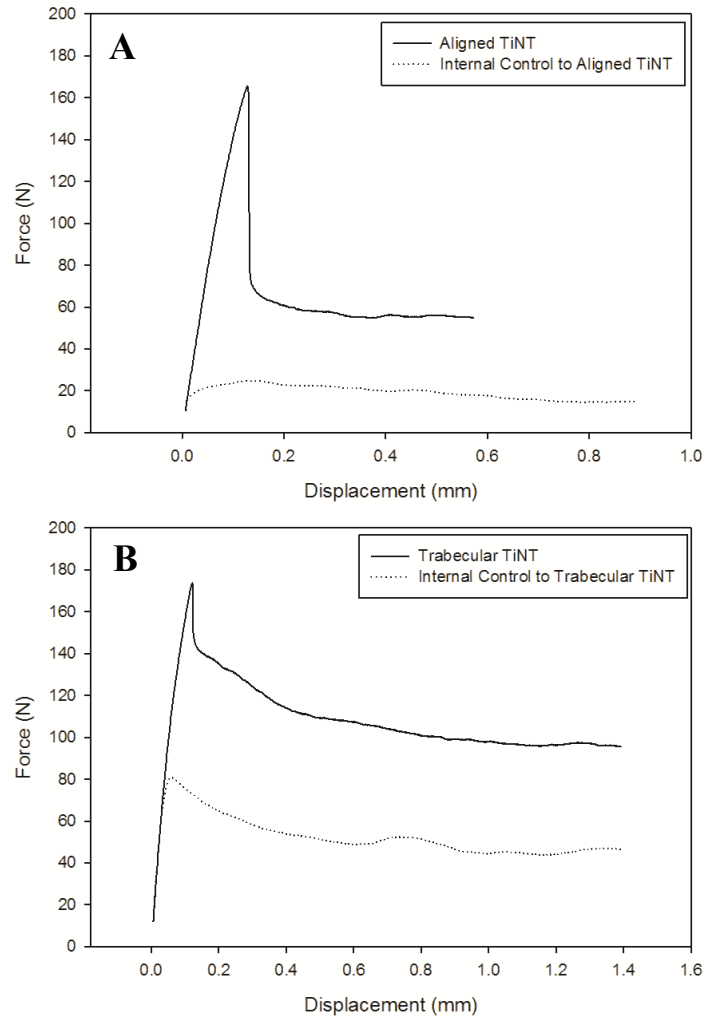 A
Aligned TiNT
Internal Control to Aligned TiNT
Force (N)
200
180
160
140
120
100
80
60
40
20
0
0.0 0.2 0.4 0.6 0.8 1.0
Displacement (mm)
B
Trabecular TiNT
Internal Control to Trabecular TiNT
Force (N)
200
180
160
140
120
100
80
60
40
20
0
0.0 0.2 0.4 0.6 0.8 1.0 1.2 1.4 1.6
Displacement (mm)